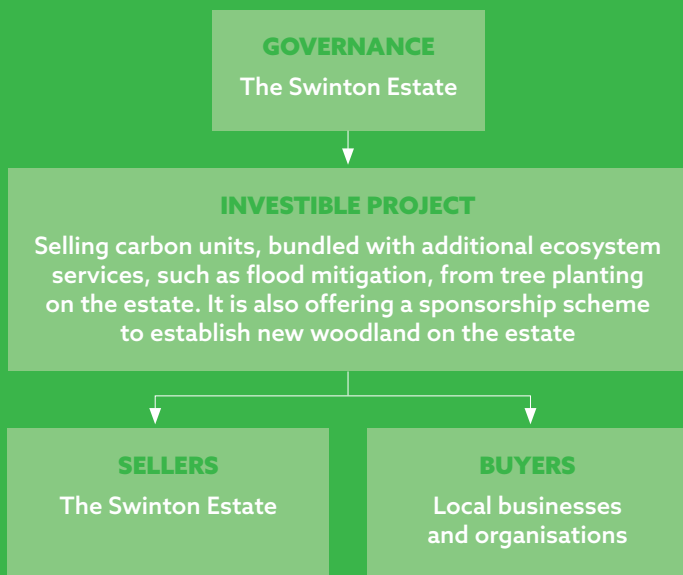 GOVERNANCE
The Swinton Estate
INVESTIBLE PROJECT
Selling carbon units, bundled with additional ecosystem
services, such as flood mitigation, from tree planting
on the estate. It is also offering a sponsorship scheme
to establish new woodland on the estate
SELLERS
The Swinton Estate
BUYERS
Local businesses
and organisations